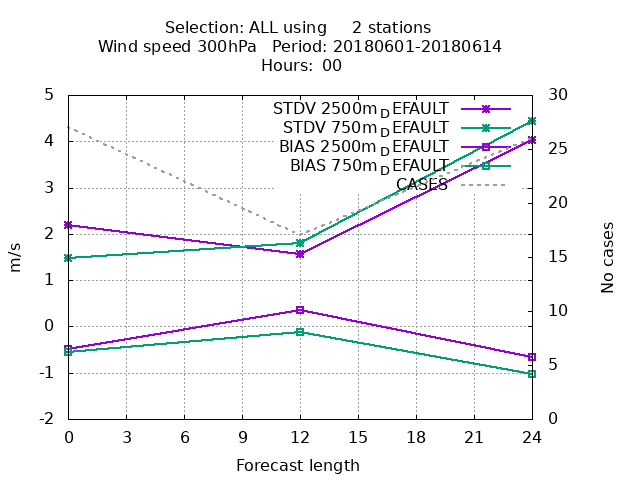 Selection: ALL using 2 stations
Wind speed 300hPa Period: 20180601-20180614
Hours: 00
STDV 2500m_DEFAULT
STDV 750m_DEFAULT
BIAS 2500m_DEFAULT
BIAS 750m_DEFAULT
CASES
5
4
3
2
1
0
-1
-2
m/s
30
25
20
15
10
5
0
No cases
0 3 6 9 12 15 18 21 24
Forecast length